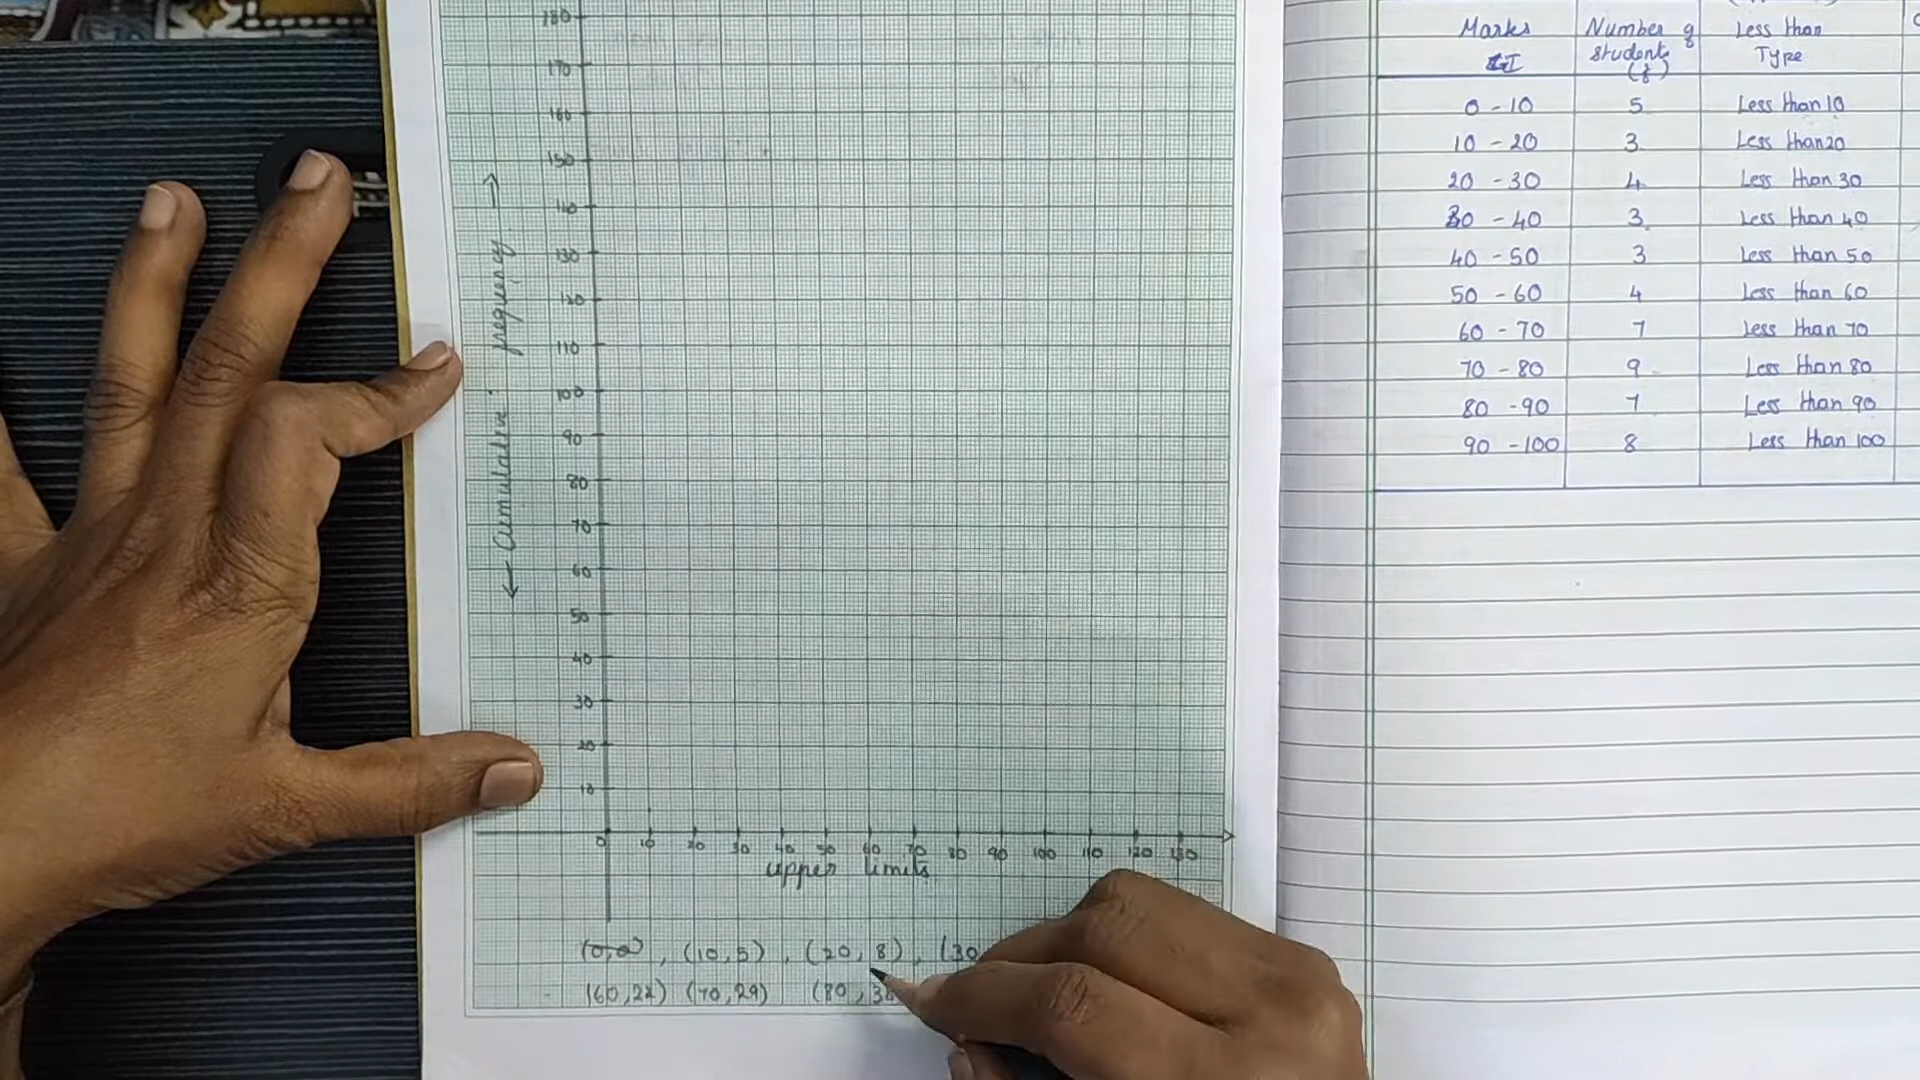 180
170
160
150
140
130
120
110
100
90
80
70
60
50
40
30
20
10
← Cumulative frequency →
0 10 20 30 40 50 60 70 80 90 100 110 120 130
upper limits
(0,0), (10,5), (20,8), (30
(60,22) (70,29) (80,38
Marks Number of Less than
CI students Type
(f)
0 - 10 5 Less than 10
10 - 20 3 Less than 20
20 - 30 4 Less than 30
30 - 40 3 Less than 40
40 - 50 3 Less than 50
50 - 60 4 Less than 60
60 - 70 7 Less than 70
70 - 80 9 Less than 80
80 - 90 7 Less than 90
90 - 100 8 Less than 100